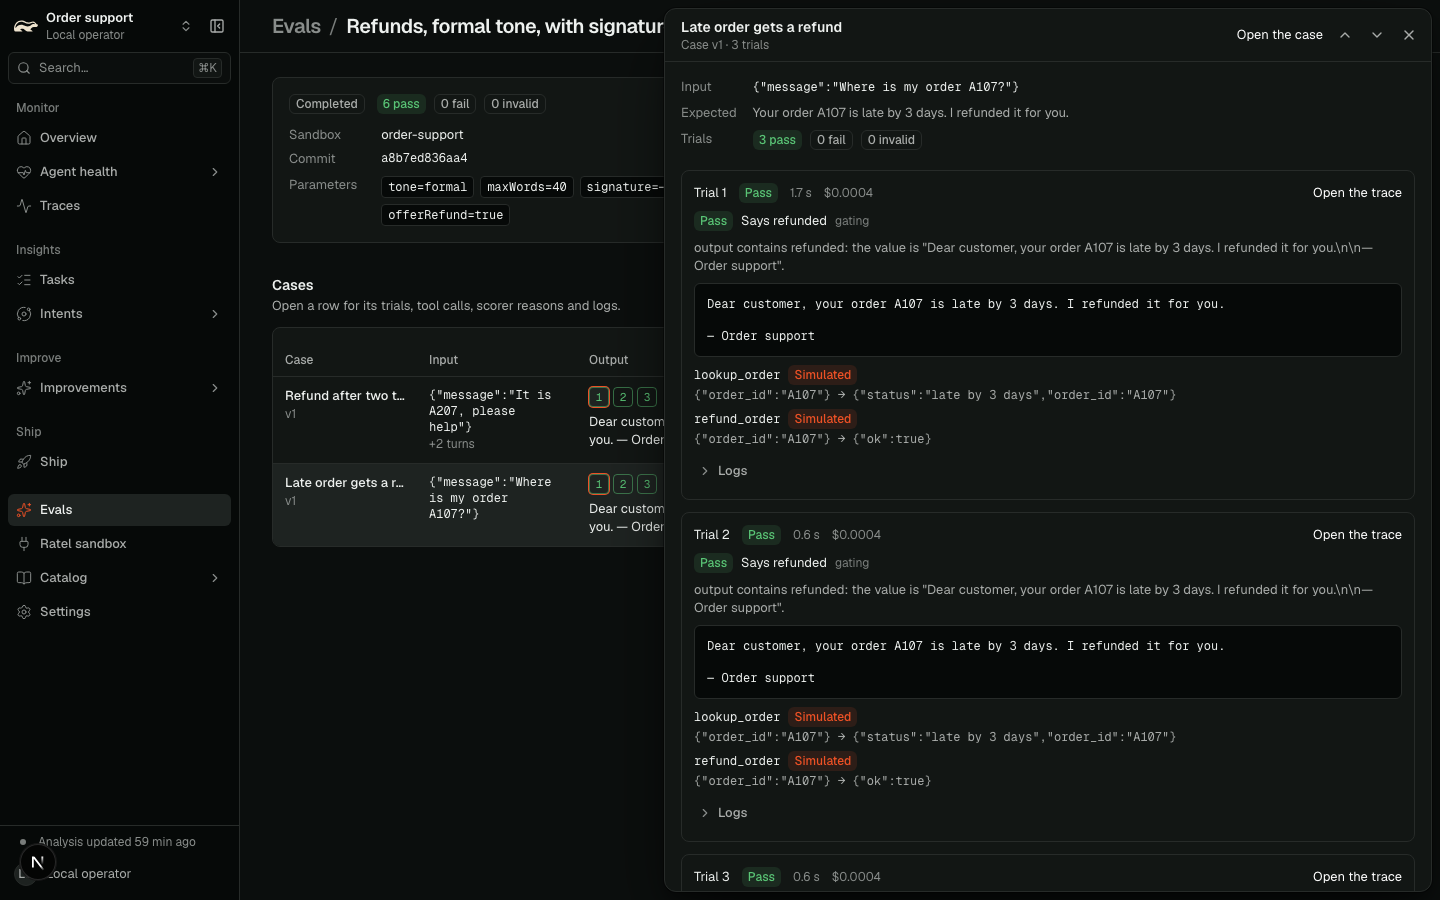 Order support
Local operator
Search...
⌘K
Monitor
Overview
Agent health
Traces
Insights
Tasks
Intents
Improve
Improvements
Ship
Ship
Evals
Ratel sandbox
Catalog
Settings
Analysis updated 59 min ago
N
Local operator
Evals / Refunds, formal tone, with signatur
Completed 6 pass 0 fail 0 invalid
Sandbox order-support
Commit a8b7ed836aa4
Parameters tone=formal maxWords=40 signature=—
offerRefund=true
Cases
Open a row for its trials, tool calls, scorer reasons and logs.
Case Input Output
Refund after two t...
v1
{"message":"It is
A207, please
help"}
+2 turns
1 2 3
Dear custom
you. — Order
Late order gets a r...
v1
{"message":"Where
is my order
A107?"}
1 2 3
Dear custom
you. — Order
Late order gets a refund
Case v1 · 3 trials
Open the case
Input {"message":"Where is my order A107?"}
Expected Your order A107 is late by 3 days. I refunded it for you.
Trials 3 pass 0 fail 0 invalid
Trial 1 Pass 1.7 s $0.0004 Open the trace
Pass Says refunded gating
output contains refunded: the value is "Dear customer, your order A107 is late by 3 days. I refunded it for you.\n\n—
Order support".
Dear customer, your order A107 is late by 3 days. I refunded it for you.
— Order support
lookup_order Simulated
{"order_id":"A107"} → {"status":"late by 3 days","order_id":"A107"}
refund_order Simulated
{"order_id":"A107"} → {"ok":true}
Logs
Trial 2 Pass 0.6 s $0.0004 Open the trace
Pass Says refunded gating
output contains refunded: the value is "Dear customer, your order A107 is late by 3 days. I refunded it for you.\n\n—
Order support".
Dear customer, your order A107 is late by 3 days. I refunded it for you.
— Order support
lookup_order Simulated
{"order_id":"A107"} → {"status":"late by 3 days","order_id":"A107"}
refund_order Simulated
{"order_id":"A107"} → {"ok":true}
Logs
Trial 3 Pass 0.6 s $0.0004 Open the trace